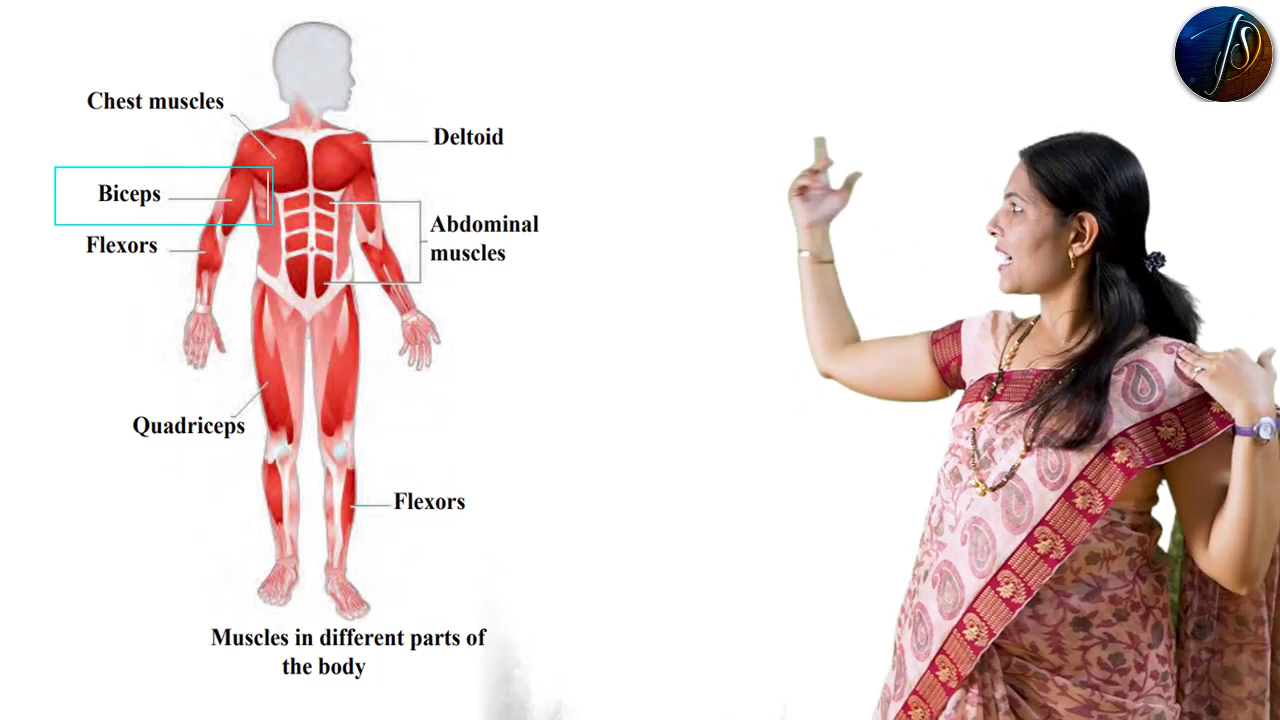 Chest muscles
Deltoid
Biceps
Abdominal
muscles
Flexors
Quadriceps
Flexors
Muscles in different parts of
the body